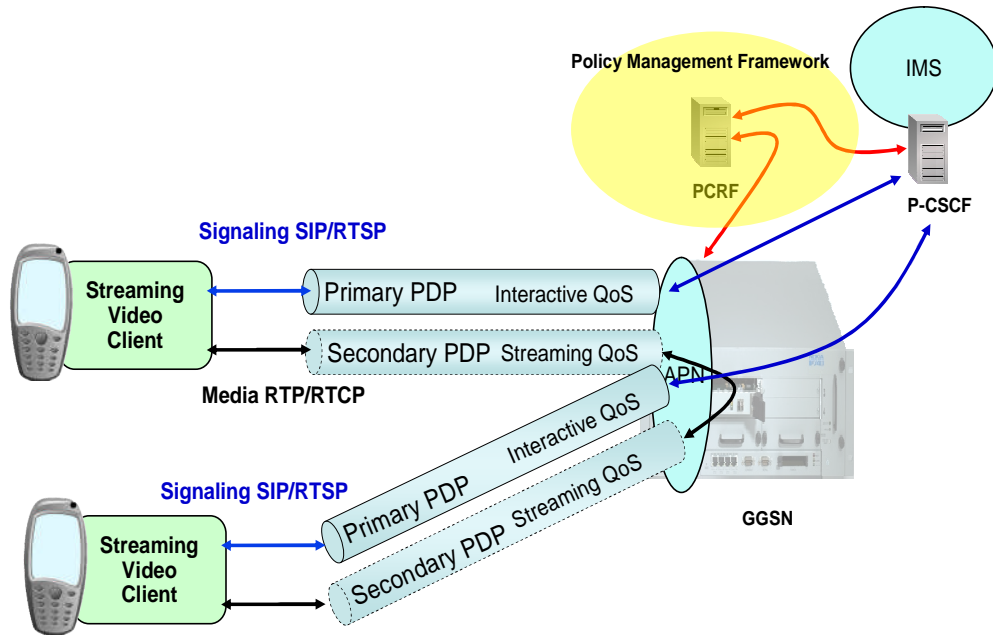 Policy Management Framework
IMS
PCRF
P-CSCF
Signaling SIP/RTSP
Streaming
Video
Client
Primary PDP Interactive QoS
Secondary PDP Streaming QoS
APN
Media RTP/RTCP
Primary PDP Interactive QoS
Secondary PDP Streaming QoS
GGSN
Signaling SIP/RTSP
Streaming
Video
Client